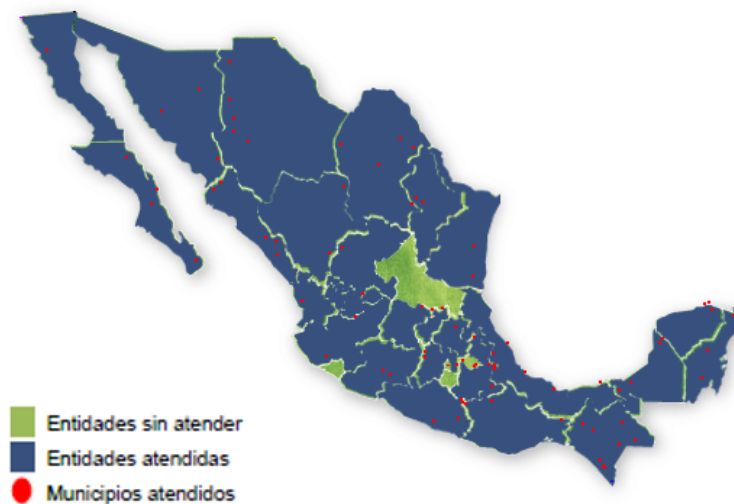 Entidades sin atender
Entidades atendidas
Municipios atendidos